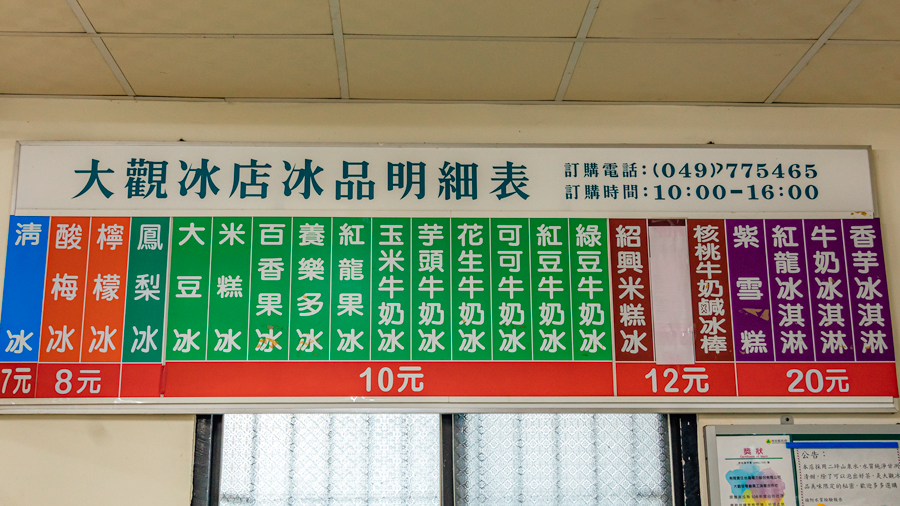 大觀冰店冰品明細表
訂購電話：(049)2775465
訂購時間：10:00-16:00
清冰
酸梅冰
檸檬冰
鳳梨冰
大豆冰
米糕冰
百香果冰
養樂多冰
紅龍果冰
玉米牛奶冰
芋頭牛奶冰
花生牛奶冰
可可牛奶冰
紅豆牛奶冰
綠豆牛奶冰
紹興米糕冰
核桃牛奶鹹冰棒
紫雪糕
紅龍冰淇淋
牛奶冰淇淋
香芋冰淇淋
7元
8元
10元
12元
20元
獎狀
公告：